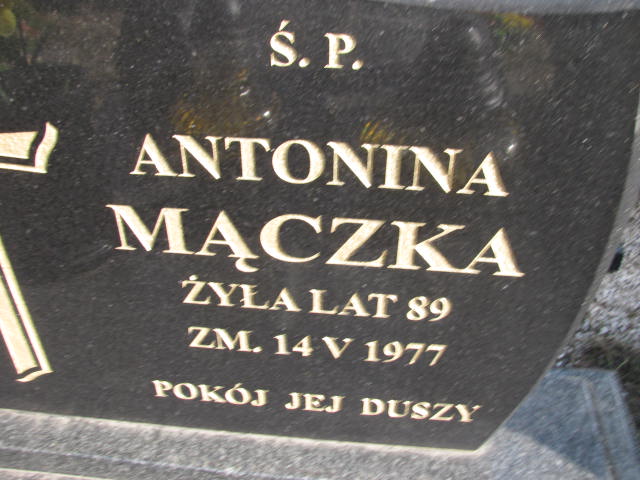 Ś. P.
ANTONINA
MĄCZKA
ŻYŁA LAT 89
ZM. 14 V 1977
POKÓJ JEJ DUSZY